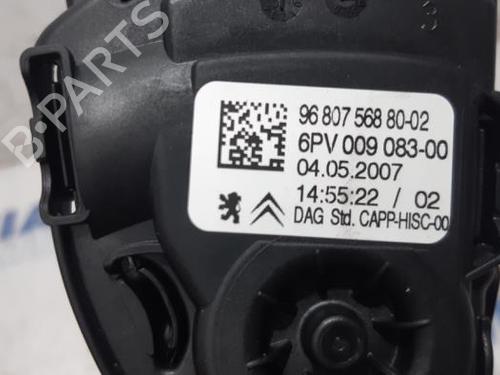 3
96 807 568 80-02
6PV 009 083-00
04.05.2007
14:55:22 / 02
DAG Std. CAPP-HISC-00
B-PARTS